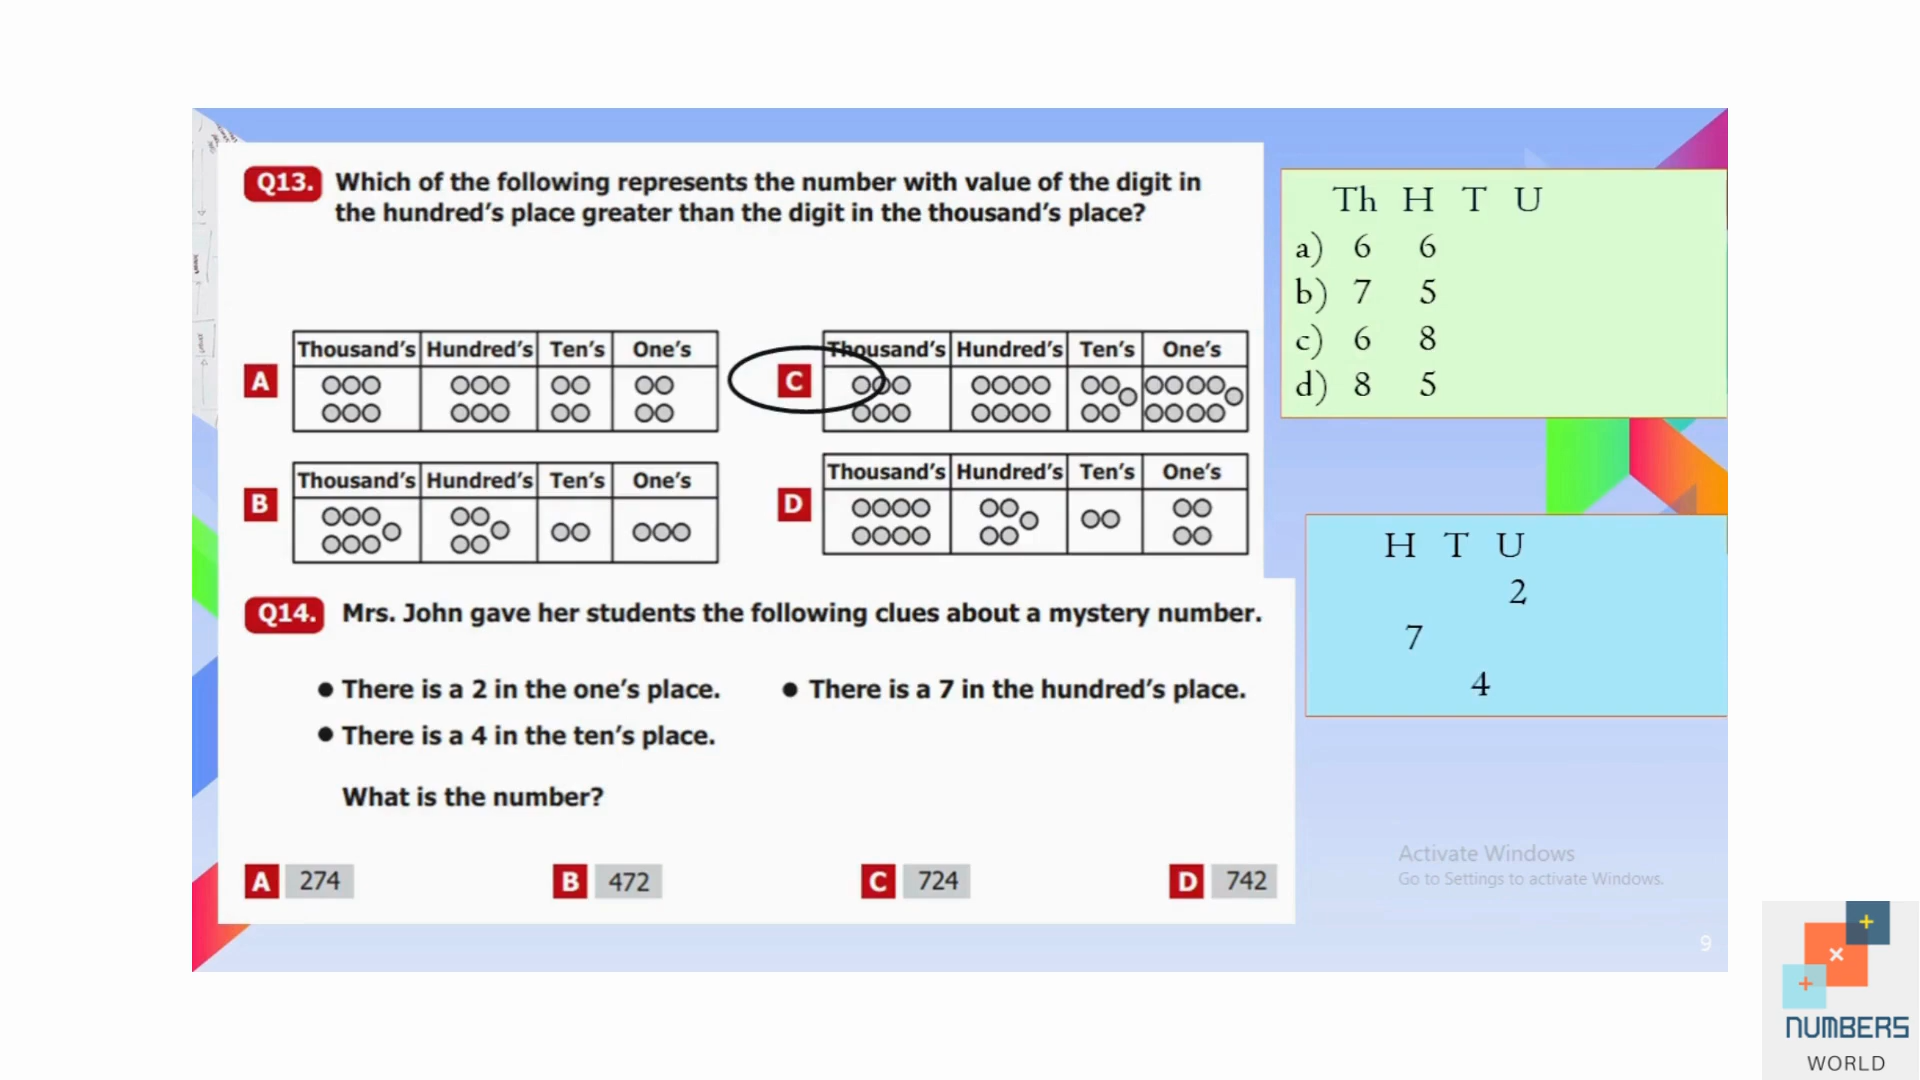 Q13. Which of the following represents the number with value of the digit in
the hundred's place greater than the digit in the thousand's place?
A
Thousand's Hundred's Ten's One's
C
Thousand's Hundred's Ten's One's
B
Thousand's Hundred's Ten's One's
D
Thousand's Hundred's Ten's One's
Q14. Mrs. John gave her students the following clues about a mystery number.
● There is a 2 in the one's place.
● There is a 7 in the hundred's place.
● There is a 4 in the ten's place.
What is the number?
A 274
B 472
C 724
D 742
Th H T U
a) 6 6
b) 7 5
c) 6 8
d) 8 5
H T U
2
7
4
Activate Windows
Go to Settings to activate Windows.
9
+
×
+
NUMBERS
WORLD